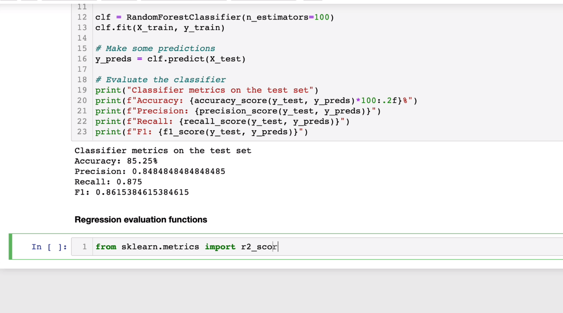 11
12 clf = RandomForestClassifier(n_estimators=100)
13 clf.fit(X_train, y_train)
14
15 # Make some predictions
16 y_preds = clf.predict(X_test)
17
18 # Evaluate the classifier
19 print("Classifier metrics on the test set")
20 print(f"Accuracy: {accuracy_score(y_test, y_preds)*100:.2f}%")
21 print(f"Precision: {precision_score(y_test, y_preds)}")
22 print(f"Recall: {recall_score(y_test, y_preds)}")
23 print(f"F1: {f1_score(y_test, y_preds)}")
Classifier metrics on the test set
Accuracy: 85.25%
Precision: 0.8484848484848485
Recall: 0.875
F1: 0.8615384615384615
Regression evaluation functions
In [ ]: 1 from sklearn.metrics import r2_scor